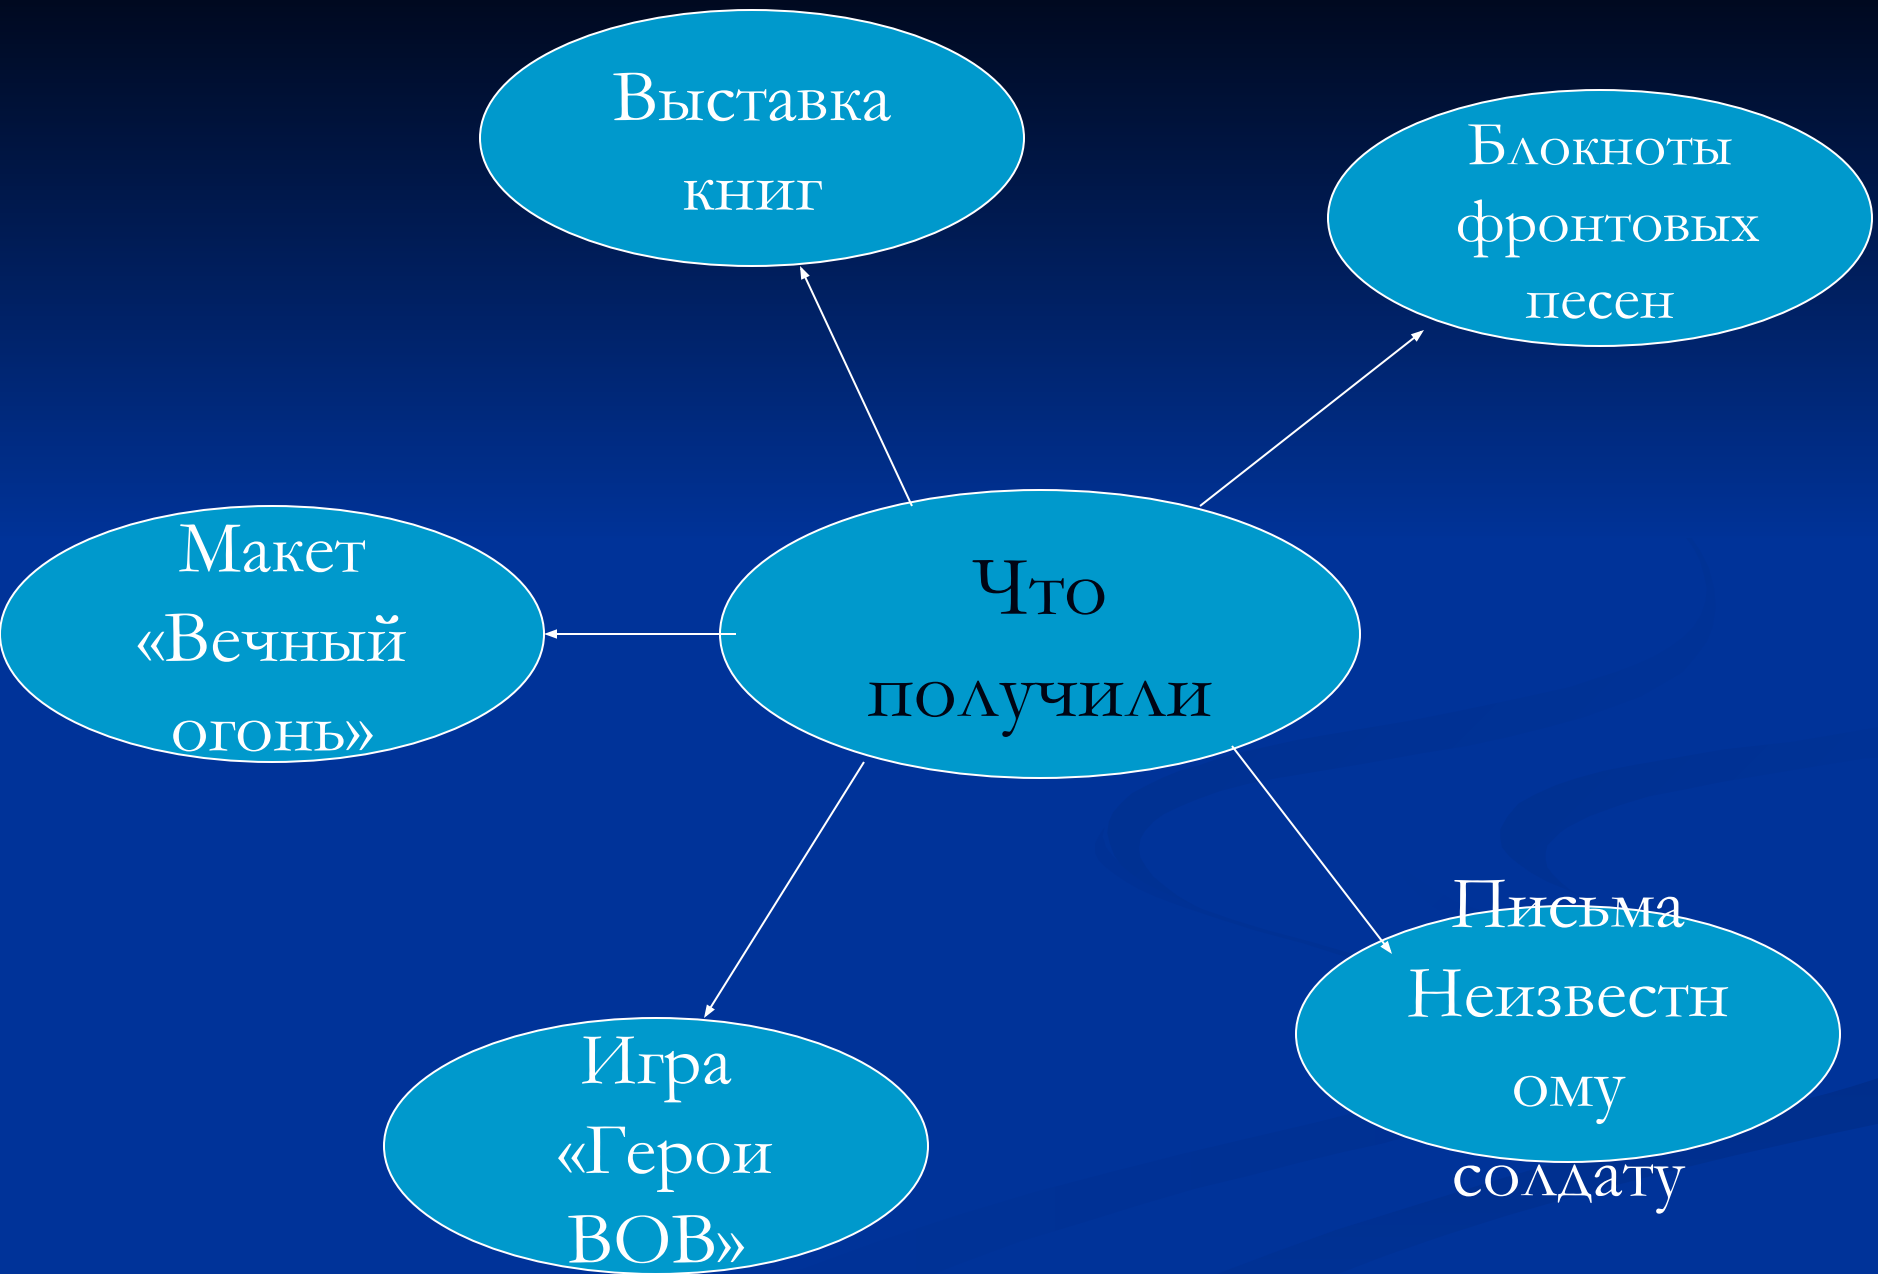 Выставка
книг
Блокноты
фронтовых
песен
Макет
«Вечный
огонь»
Что
получили
Письма
Неизвестн
ому
солдату
Игра
«Герои
ВОВ»